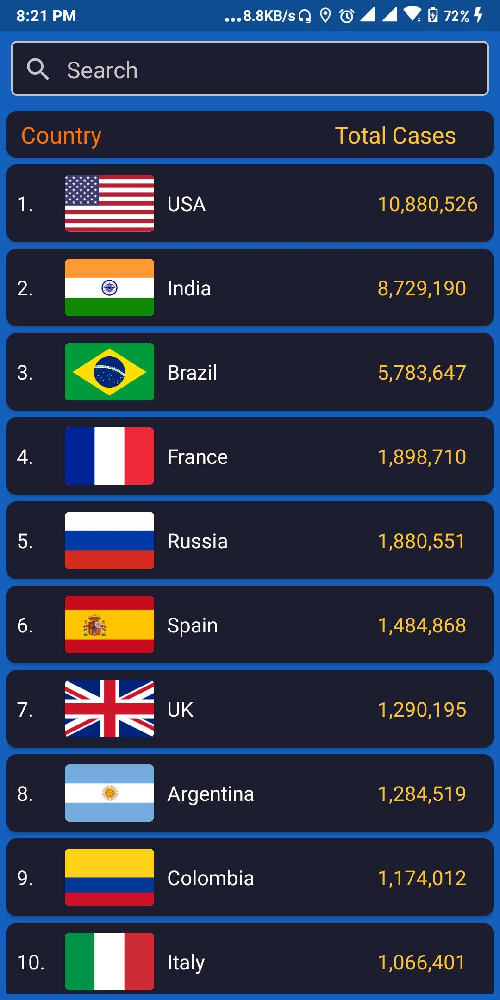 8:21 PM ...8.8KB/s 72%
Search
Country Total Cases
1. USA 10,880,526
2. India 8,729,190
3. Brazil 5,783,647
4. France 1,898,710
5. Russia 1,880,551
6. Spain 1,484,868
7. UK 1,290,195
8. Argentina 1,284,519
9. Colombia 1,174,012
10. Italy 1,066,401